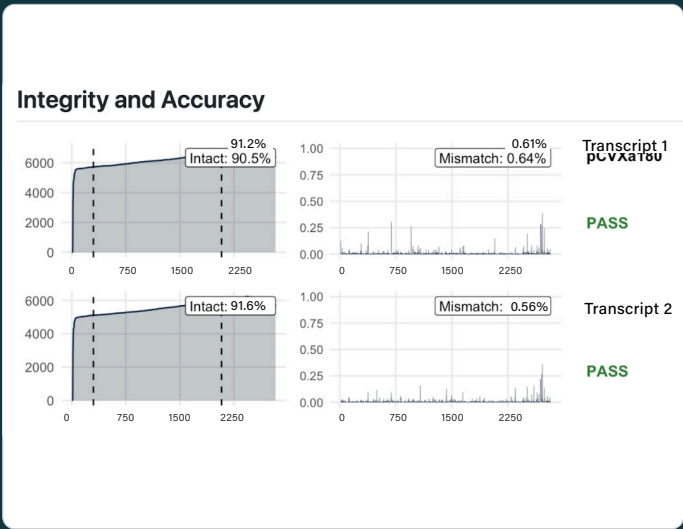 Integrity and Accuracy
91.2%
Intact: 90.5%
6000
4000
2000
0
0 750 1500 2250
0.61%
Mismatch: 0.64%
1.00
0.75
0.50
0.25
0.00
0 750 1500 2250
Transcript 1
PASS
Intact: 91.6%
6000
4000
2000
0
0 750 1500 2250
Mismatch: 0.56%
1.00
0.75
0.50
0.25
0.00
0 750 1500 2250
Transcript 2
PASS